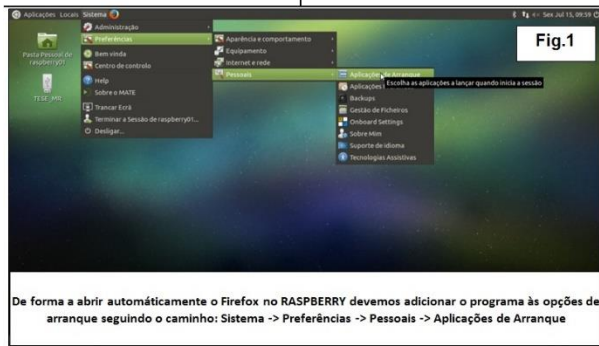 Aplicações Locais Sistema
Sex Jul 15, 09:59
Fig.1
Pasta Pessoal de
raspberry01
TESE_MR
Administração
Preferências
Bem vinda
Centro de controlo
Help
Sobre o MATE
Trancar Ecrã
Terminar a Sessão de raspberry01...
Desligar...
Aparência e comportamento
Equipamento
Internet e rede
Pessoais
Aplicações de Arranque
Escolha as aplicações a lançar quando inicia a sessão
Aplicações
Backups
Gestão de Ficheiros
Onboard Settings
Sobre Mim
Suporte de idioma
Tecnologias Assistivas
De forma a abrir automáticamente o Firefox no RASPBERRY devemos adicionar o programa às opções de
arranque seguindo o caminho: Sistema -> Preferências -> Pessoais -> Aplicações de Arranque